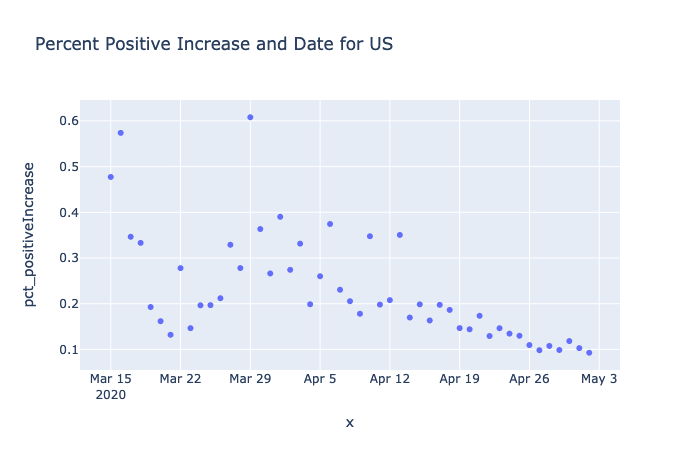 Percent Positive Increase and Date for US
pct_positiveIncrease
0.6
0.5
0.4
0.3
0.2
0.1
Mar 15 Mar 22 Mar 29 Apr 5 Apr 12 Apr 19 Apr 26 May 3
2020
x